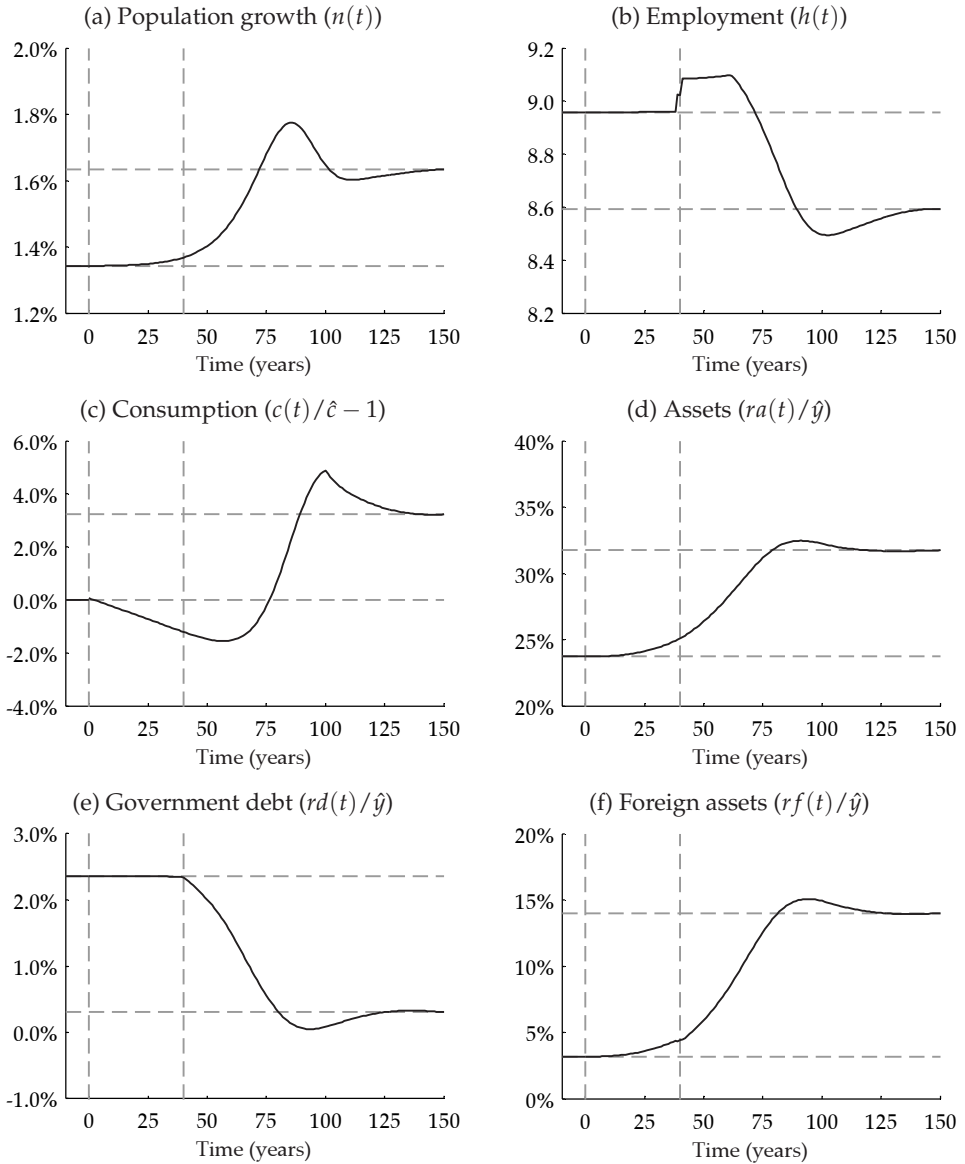 (a) Population growth (n(t))
2.0%
1.8%
1.6%
1.4%
1.2%
0 25 50 75 100 125 150
Time (years)
(b) Employment (h(t))
9.2
9.0
8.8
8.6
8.4
8.2
0 25 50 75 100 125 150
Time (years)
(c) Consumption (c(t)/ĉ − 1)
6.0%
4.0%
2.0%
0.0%
-2.0%
-4.0%
0 25 50 75 100 125 150
Time (years)
(d) Assets (ra(t)/ŷ)
40%
35%
30%
25%
20%
0 25 50 75 100 125 150
Time (years)
(e) Government debt (rd(t)/ŷ)
3.0%
2.0%
1.0%
0.0%
-1.0%
0 25 50 75 100 125 150
Time (years)
(f) Foreign assets (rf(t)/ŷ)
20%
15%
10%
5%
0%
0 25 50 75 100 125 150
Time (years)